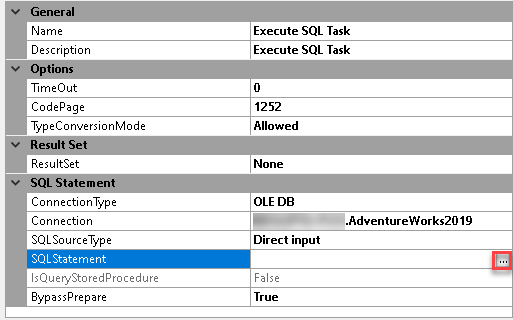 General
Name Execute SQL Task
Description Execute SQL Task
Options
TimeOut 0
CodePage 1252
TypeConversionMode Allowed
Result Set
ResultSet None
SQL Statement
ConnectionType OLE DB
Connection .AdventureWorks2019
SQLSourceType Direct input
SQLStatement ...
IsQueryStoredProcedure False
BypassPrepare True